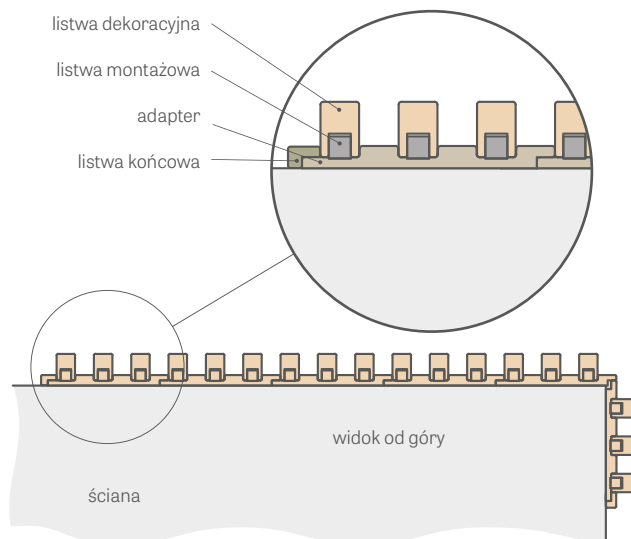 listwa dekoracyjna
listwa montażowa
adapter
listwa końcowa
widok od góry
ściana